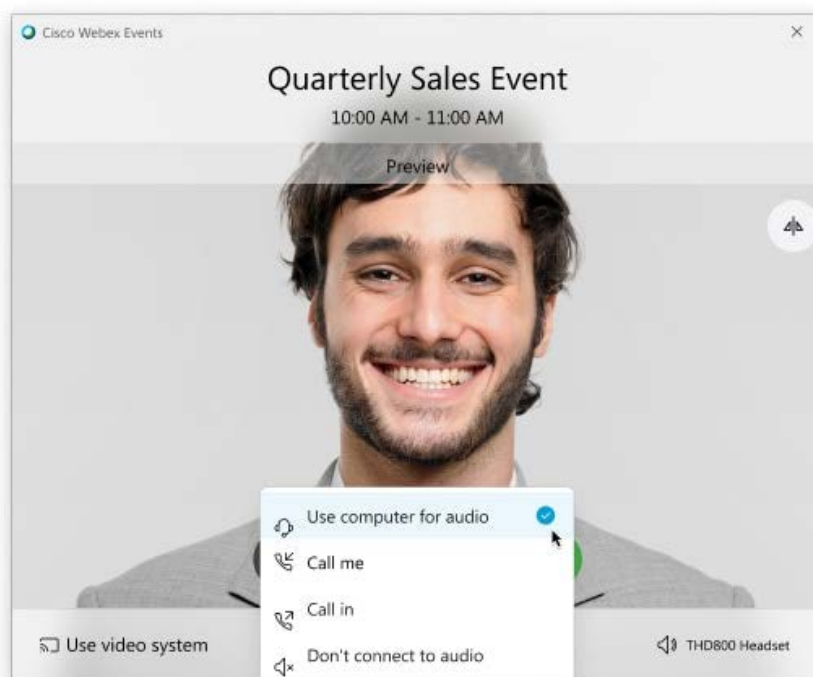 Cisco Webex Events
Quarterly Sales Event
10:00 AM - 11:00 AM
Preview
Use computer for audio
Call me
Call in
Don't connect to audio
Use video system
THD800 Headset